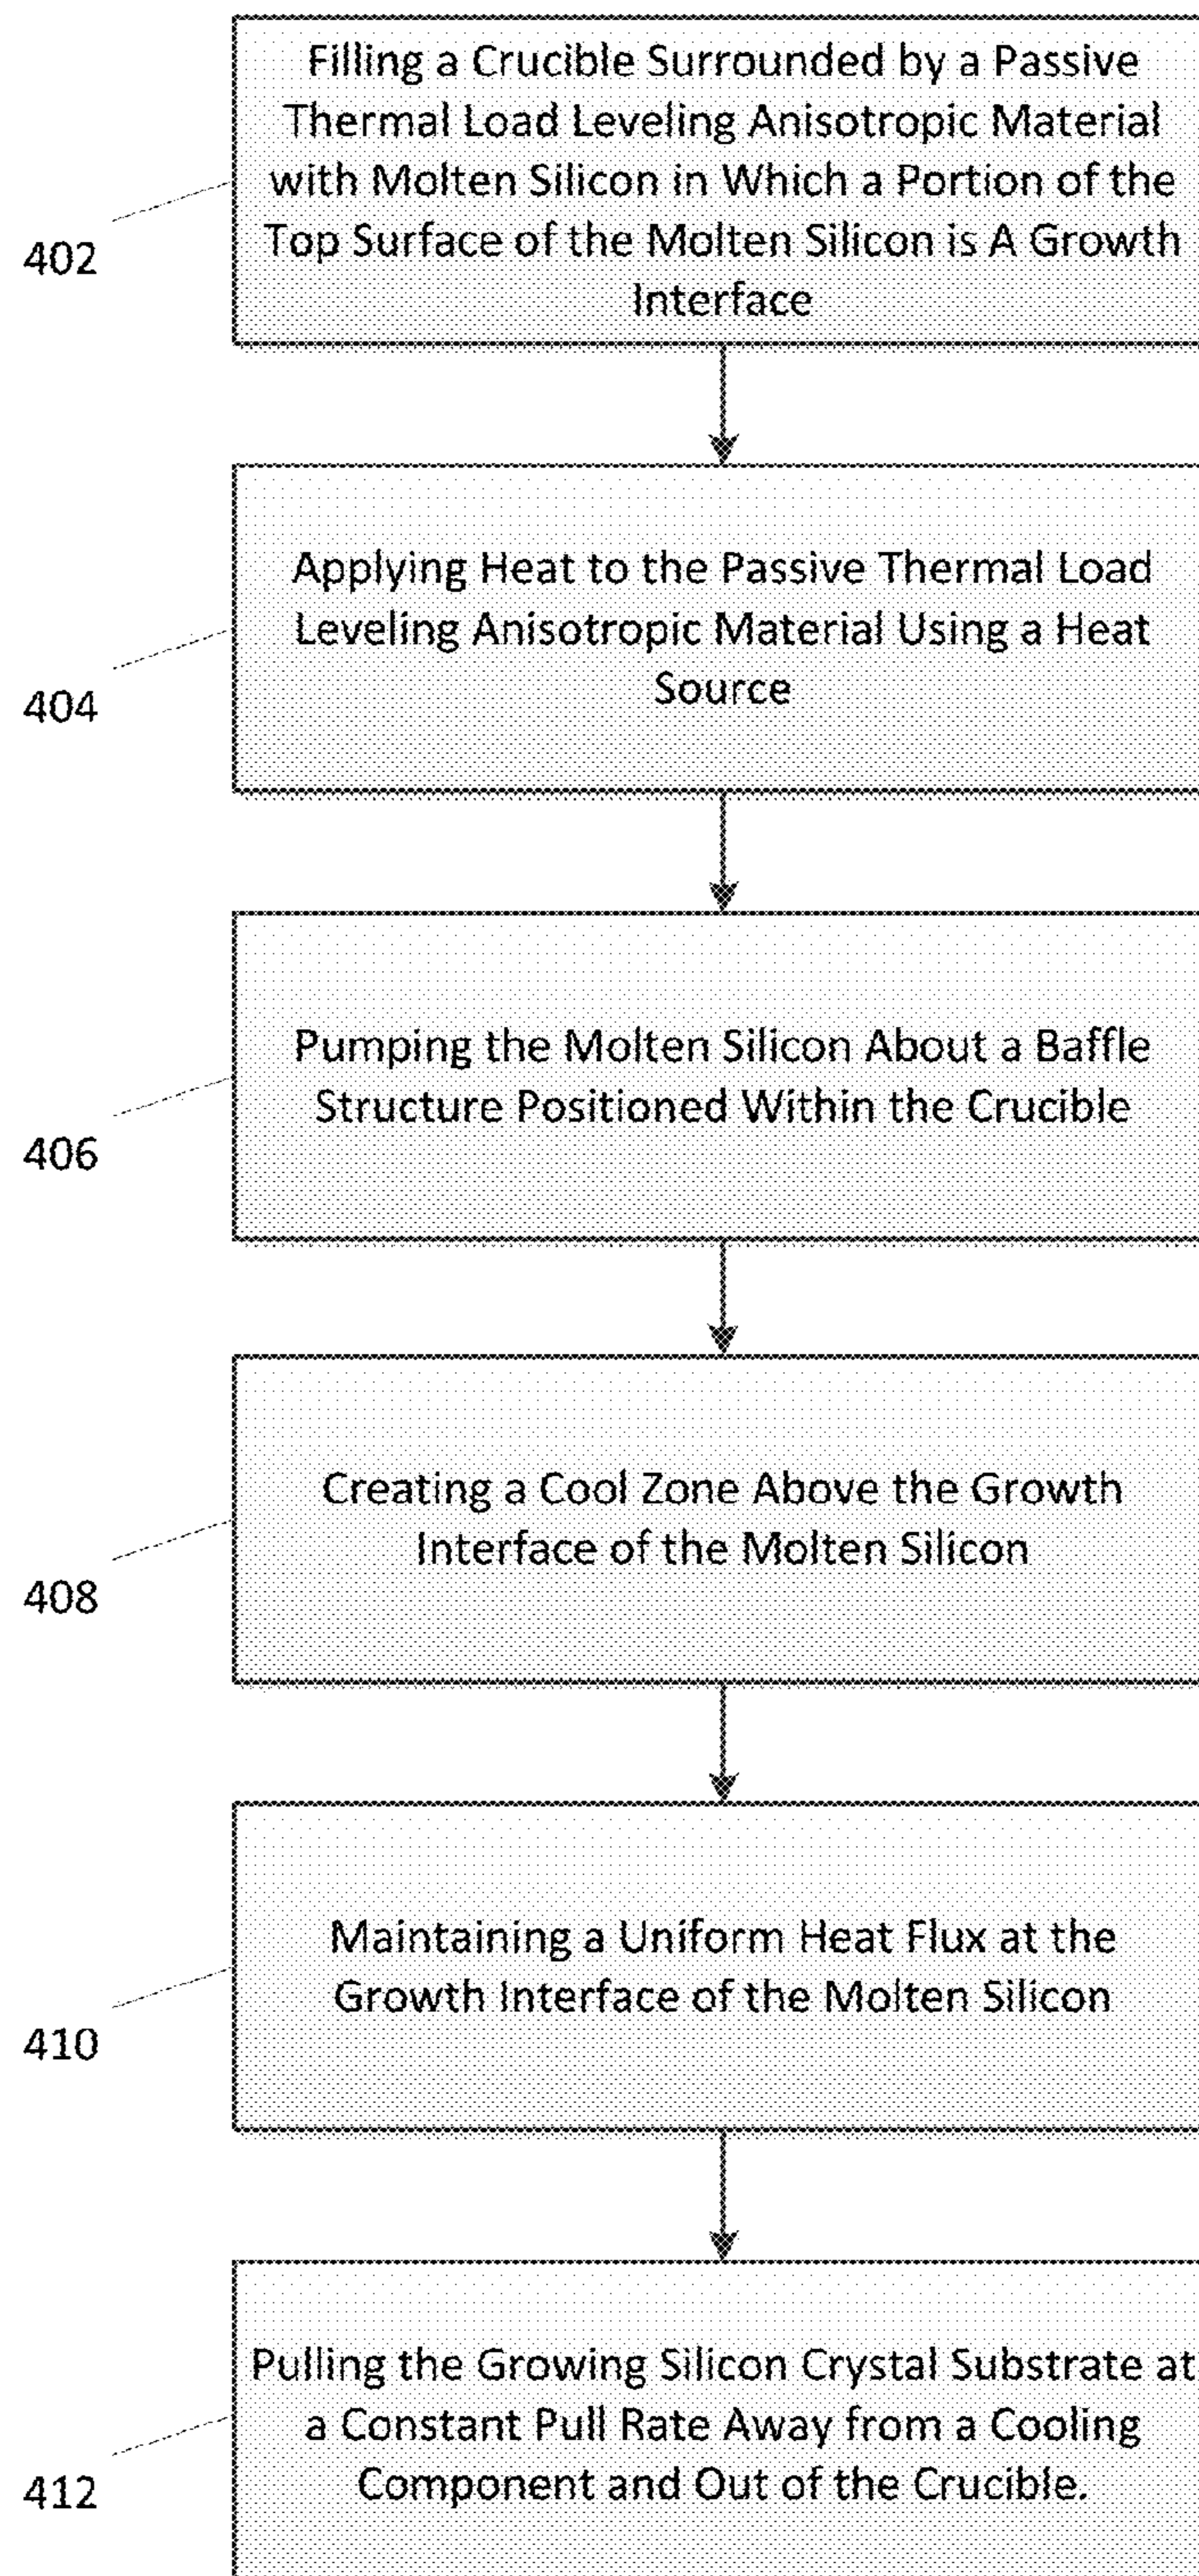 Filling a Crucible Surrounded by a Passive
Thermal Load Leveling Anisotropic Material
with Molten Silicon in Which a Portion of the
Top Surface of the Molten Silicon is A Growth
Interface
402
Applying Heat to the Passive Thermal Load
Leveling Anisotropic Material Using a Heat
Source
404
Pumping the Molten Silicon About a Baffle
Structure Positioned Within the Crucible
406
Creating a Cool Zone Above the Growth
Interface of the Molten Silicon
408
Maintaining a Uniform Heat Flux at the
Growth Interface of the Molten Silicon
410
Pulling the Growing Silicon Crystal Substrate at
a Constant Pull Rate Away from a Cooling
Component and Out of the Crucible.
412